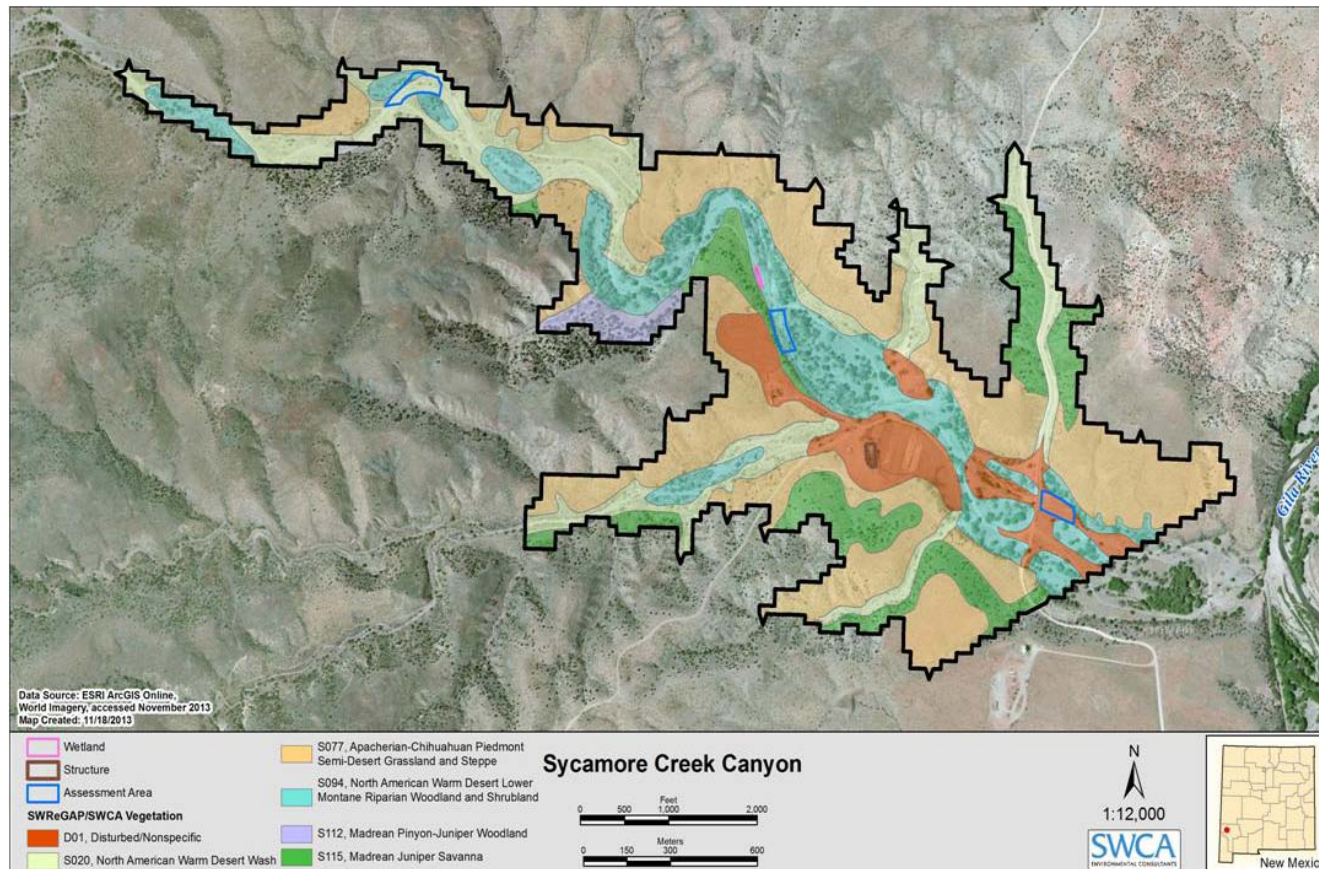 Gila River
Data Source: ESRI ArcGIS Online,
World Imagery, accessed November 2013
Map Created: 11/18/2013
Wetland
Structure
Assessment Area
SWReGAP/SWCA Vegetation
D01, Disturbed/Nonspecific
S020, North American Warm Desert Wash
S077, Apacherian-Chihuahuan Piedmont
Semi-Desert Grassland and Steppe
S094, North American Warm Desert Lower
Montane Riparian Woodland and Shrubland
S112, Madrean Pinyon-Juniper Woodland
S115, Madrean Juniper Savanna
Sycamore Creek Canyon
Feet
0 500 1,000 2,000
Meters
0 150 300 600
N
1:12,000
SWCA
ENVIRONMENTAL CONSULTANTS
New Mexic